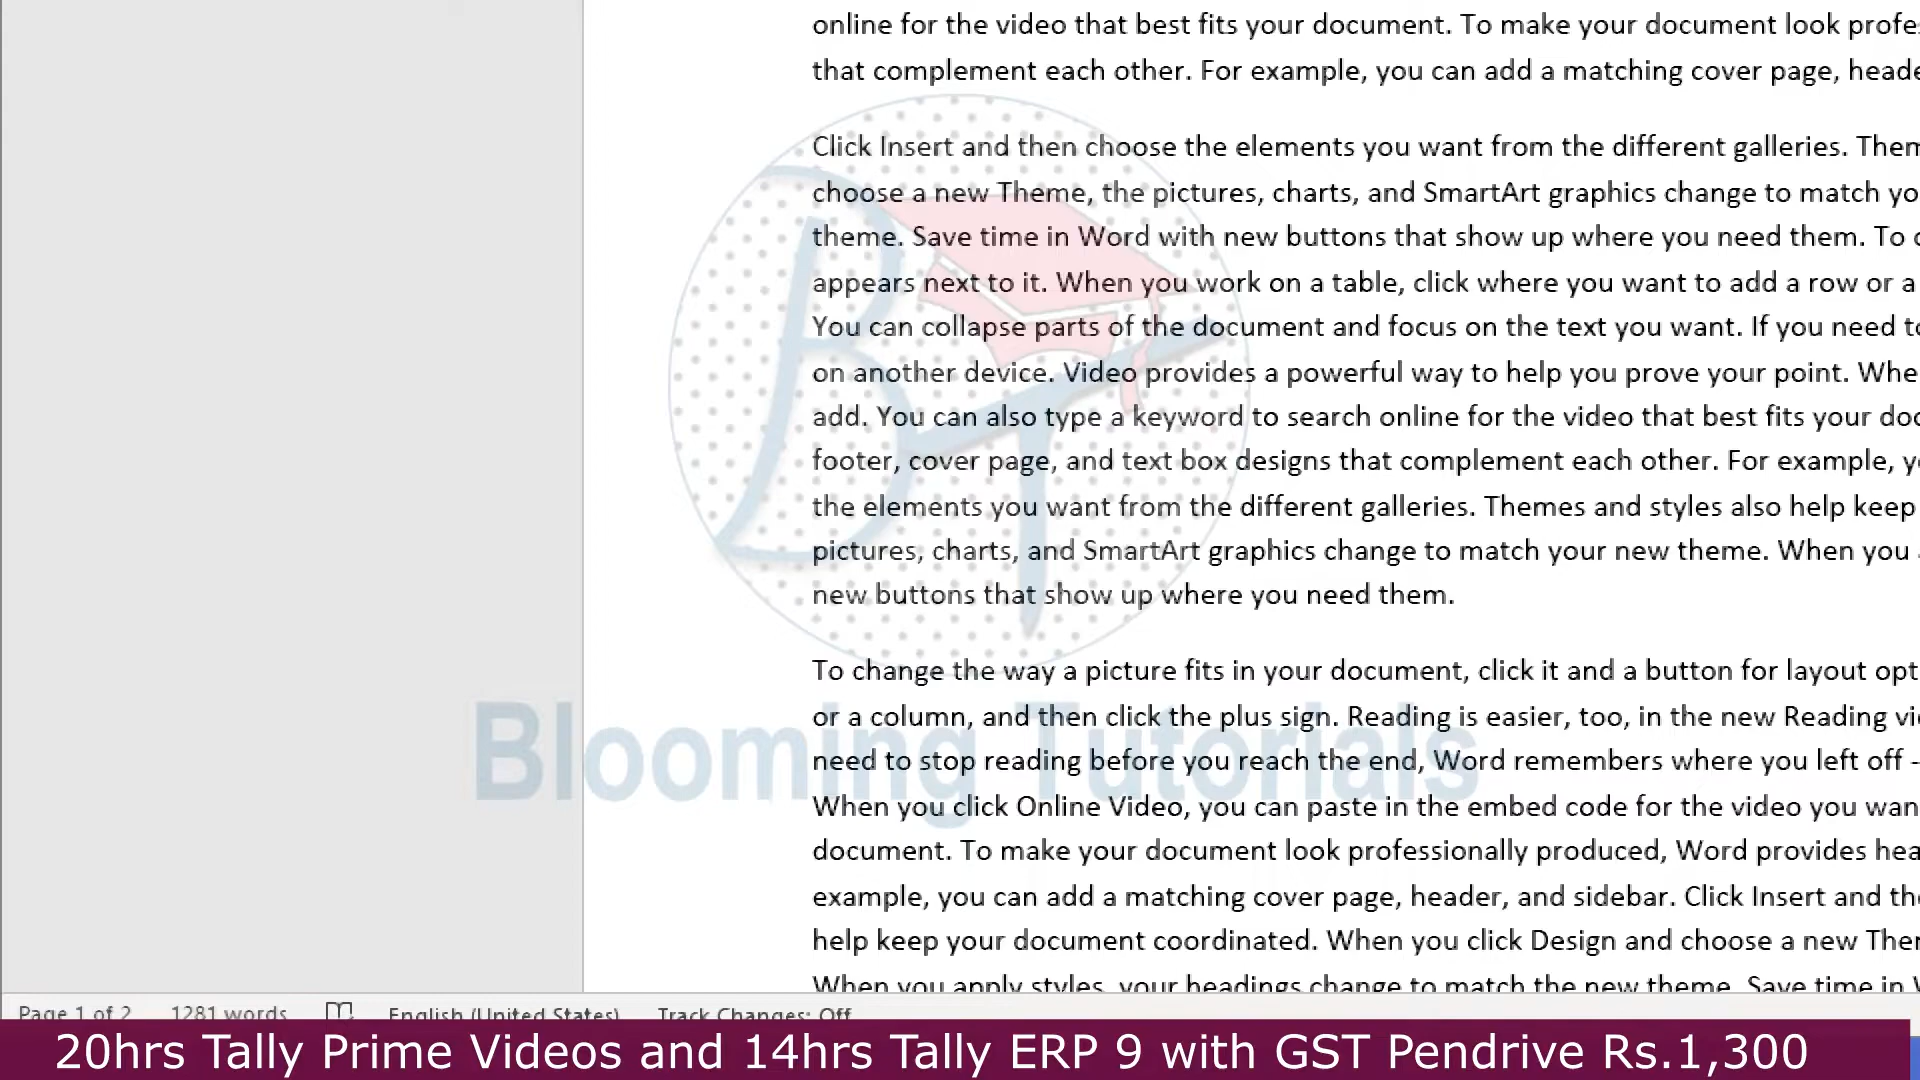 online for the video that best fits your document. To make your document look
that complement each other. For example, you can add a matching cover page,
Click Insert and then choose the elements you want from the different galleries.
choose a new Theme, the pictures, charts, and SmartArt graphics change to match
theme. Save time in Word with new buttons that show up where you need them. To
appears next to it. When you work on a table, click where you want to add a row or a
You can collapse parts of the document and focus on the text you want. If you need
on another device. Video provides a powerful way to help you prove your point.
add. You can also type a keyword to search online for the video that best fits your
footer, cover page, and text box designs that complement each other. For example,
the elements you want from the different galleries. Themes and styles also help keep
pictures, charts, and SmartArt graphics change to match your new theme. When you
new buttons that show up where you need them.
To change the way a picture fits in your document, click it and a button for layout
or a column, and then click the plus sign. Reading is easier, too, in the new Reading
Blooming Tutorials
need to stop reading before you reach the end, Word remembers where you left off -
When you click Online Video, you can paste in the embed code for the video you
document. To make your document look professionally produced, Word provides
example, you can add a matching cover page, header, and sidebar. Click Insert and
help keep your document coordinated. When you click Design and choose a new
When you apply styles, your headings change to match the new theme. Save time in
Page 1 of 2 1281 words English (United States) Track Changes: Off
20hrs Tally Prime Videos and 14hrs Tally ERP 9 with GST Pendrive Rs.1,300